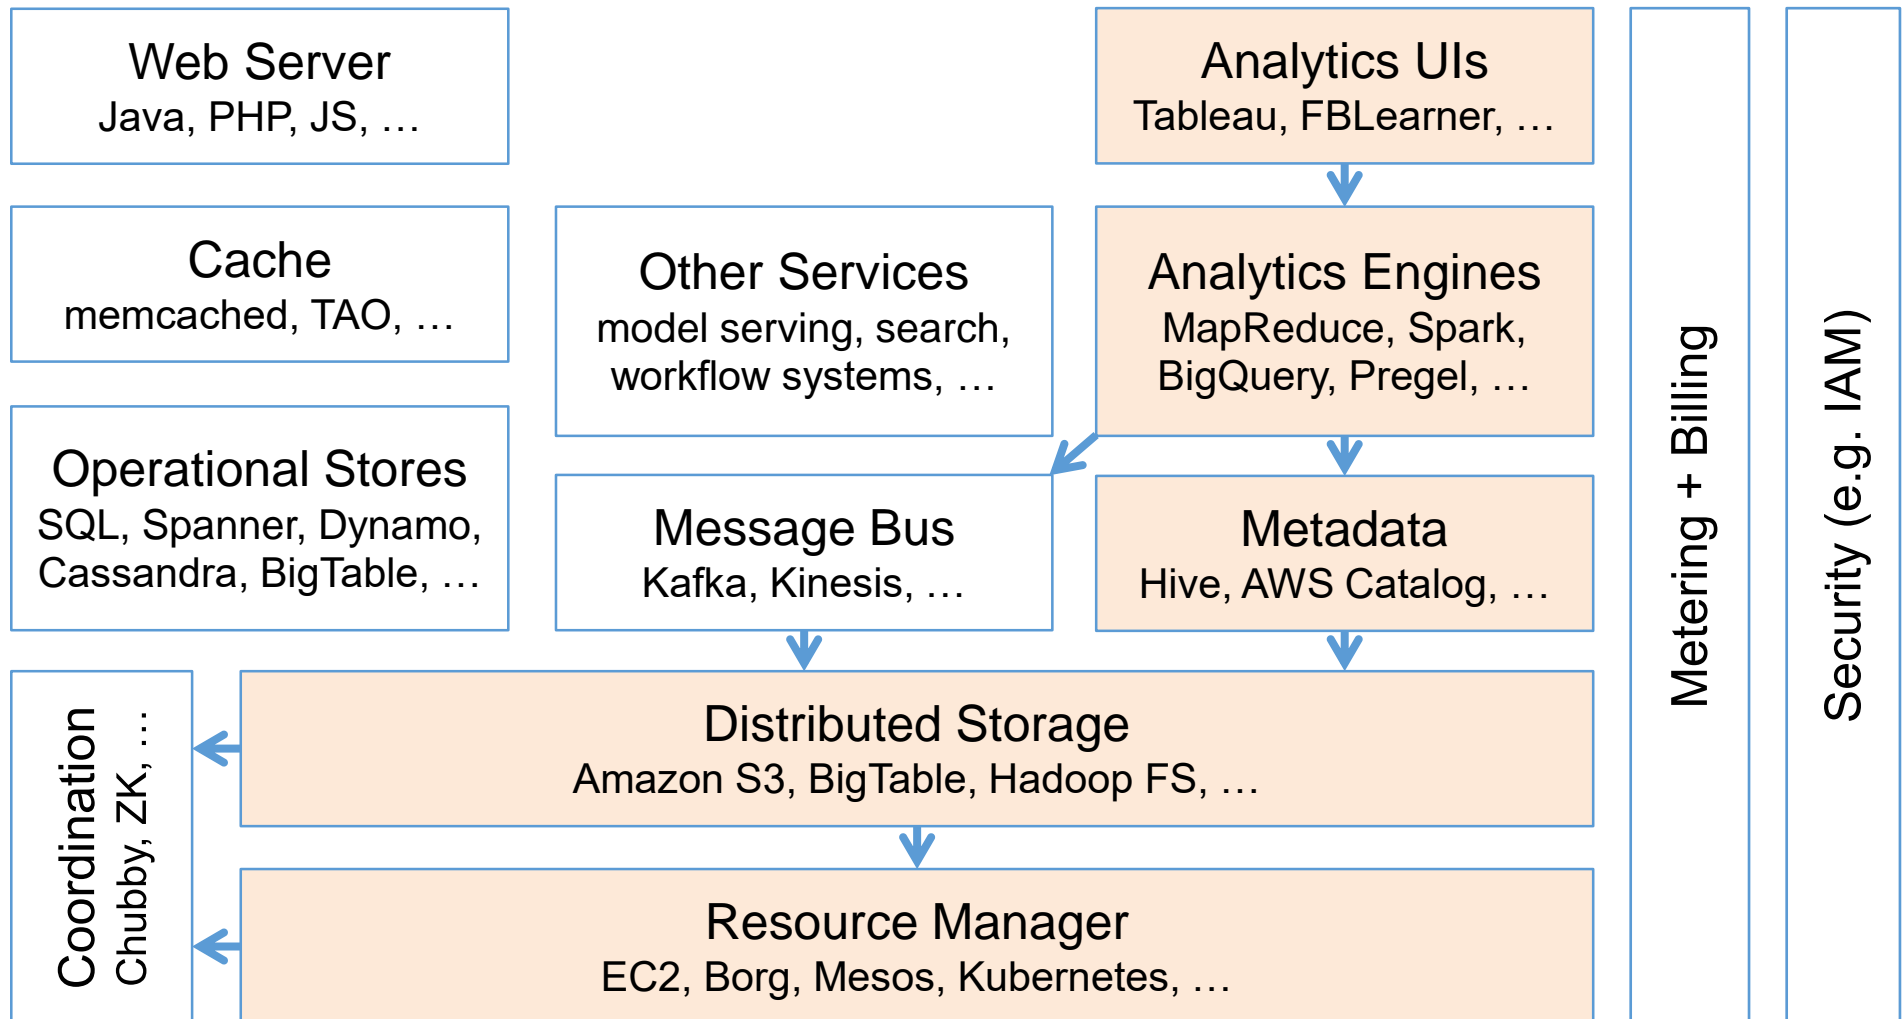 Web Server
Java, PHP, JS, …
Analytics UIs
Tableau, FBLearner, …
Cache
memcached, TAO, …
Other Services
model serving, search,
workflow systems, …
Analytics Engines
MapReduce, Spark,
BigQuery, Pregel, …
Operational Stores
SQL, Spanner, Dynamo,
Cassandra, BigTable, …
Message Bus
Kafka, Kinesis, …
Metadata
Hive, AWS Catalog, …
Coordination
Chubby, ZK, …
Distributed Storage
Amazon S3, BigTable, Hadoop FS, …
Resource Manager
EC2, Borg, Mesos, Kubernetes, …
Metering + Billing
Security (e.g. IAM)